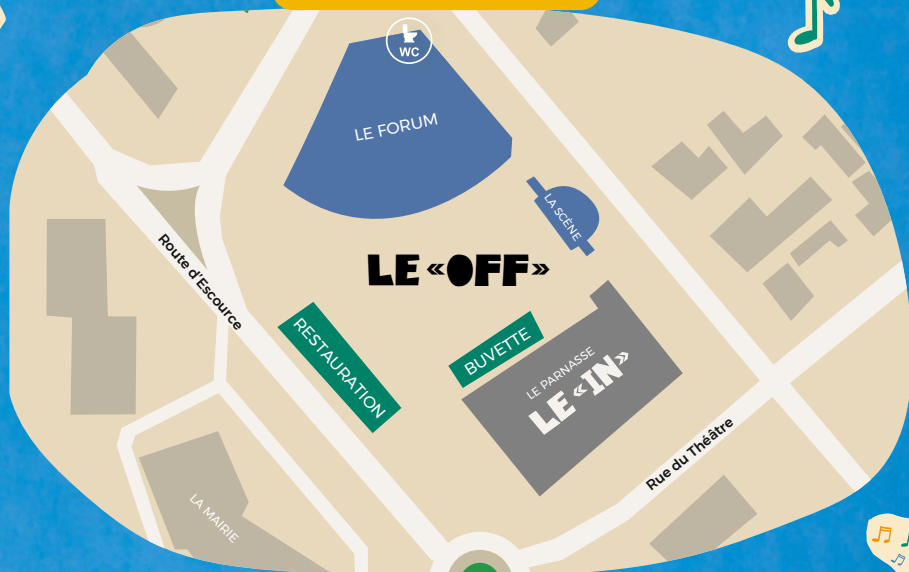 WC
LE FORUM
LA SCÈNE
Route d'Escource
LE «OFF»
RESTAURATION
BUVETTE
LE PARNASSE
LE «IN»
Rue du Théâtre
LA MAIRIE